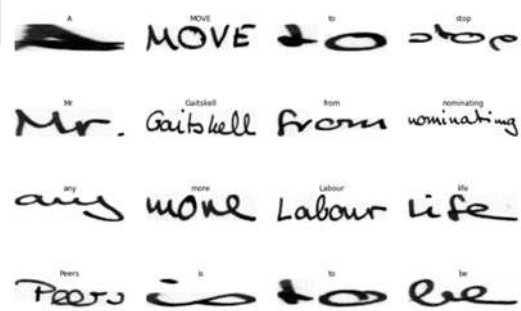 A MOVE to stop
A MOVE to stop
Mr. Gaitskell from nominating
Mr. Gaitskell from nominating
any more Labour life
any more Labour life
Peers is to be
Peers is to be